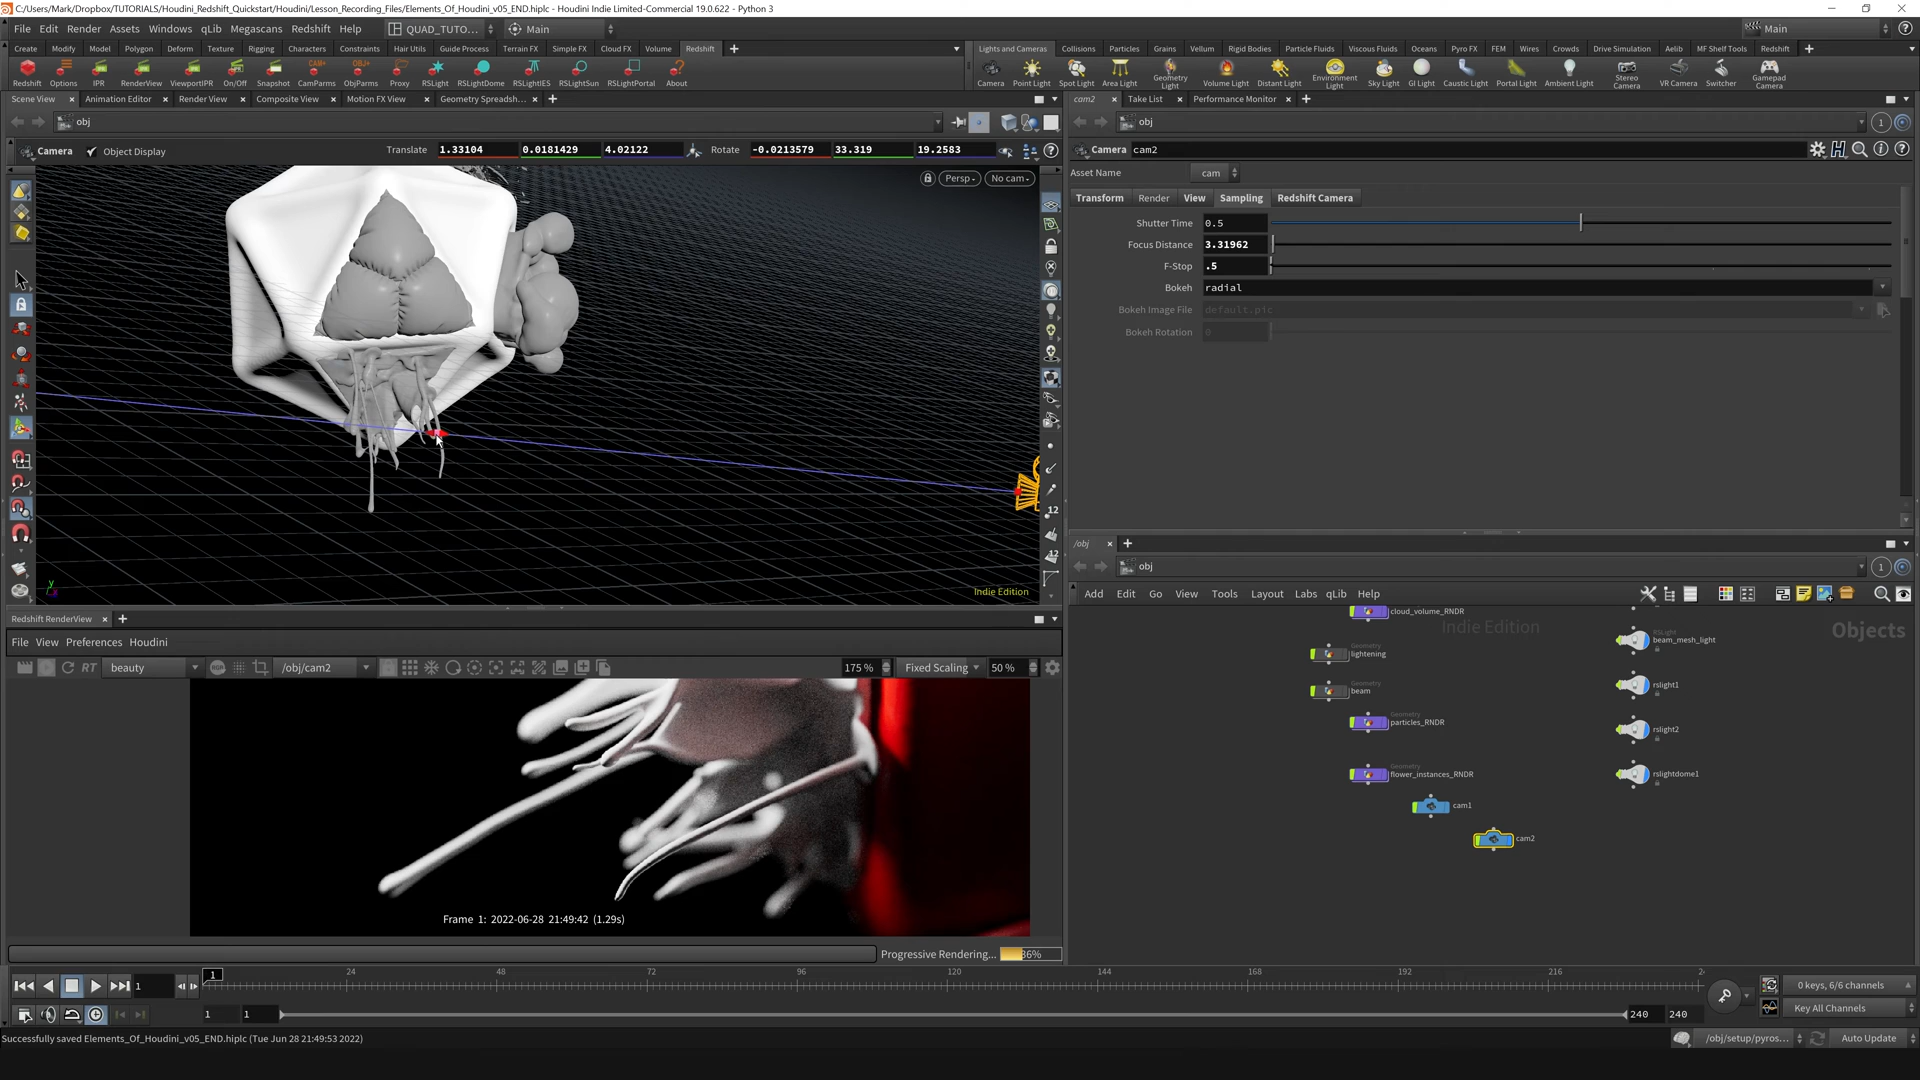 C:/Users/Mark/Dropbox/TUTORIALS/Houdini_Redshift_Quickstart/Houdini/Lesson_Recording_Files/Elements_Of_Houdini_v05_END.hiplc - Houdini Indie Limited-Commercial 19.0.622 - Python 3
File Edit Render Assets Windows qLib Megascans Redshift Help QUAD_TUTO... Main Main
Create Modify Model Polygon Deform Texture Rigging Characters Constraints Hair Utils Guide Process Terrain FX Simple FX Cloud FX Volume Redshift
Lights and Cameras Collisions Particles Grains Vellum Rigid Bodies Particle Fluids Viscous Fluids Oceans Pyro FX FEM Wires Crowds Drive Simulation Aelib MF Shelf Tools Redshift
Redshift Options IPR RenderView ViewportIPR On/Off Snapshot CamParms ObjParms Proxy RSLight RSLightDome RSLightIES RSLightSun RSLightPortal About
Camera Point Light Spot Light Area Light Geometry Light Volume Light Distant Light Environment Light Sky Light GI Light Caustic Light Portal Light Ambient Light Stereo Camera VR Camera Switcher Gamepad Camera
Scene View Animation Editor Render View Composite View Motion FX View Geometry Spreadsh...
cam2 Take List Performance Monitor
obj
obj
1
Camera Object Display Translate 1.33104 0.0181429 4.02122 Rotate -0.0213579 33.319 19.2583
Camera cam2
Persp No cam
Asset Name cam
Transform Render View Sampling Redshift Camera
Shutter Time 0.5
Focus Distance 3.31962
F-Stop .5
Bokeh radial
Bokeh Image File default.pic
Bokeh Rotation 0
12
12
y
Indie Edition
/obj
obj
1
Add Edit Go View Tools Layout Labs qLib Help
Indie Edition
Objects
cloud_volume_RNDR
Geometry
lightening
Geometry
beam
Geometry
particles_RNDR
Geometry
flower_instances_RNDR
cam1
cam2
RSLight
beam_mesh_light
rslight1
rslight2
rslightdome1
Redshift RenderView
File View Preferences Houdini
RT beauty /obj/cam2 175 % Fixed Scaling 50 %
Frame 1: 2022-06-28 21:49:42 (1.29s)
Progressive Rendering... 36%
1 1 24 48 72 96 120 144 168 192 216
0 keys, 6/6 channels
1 1 240 240
Key All Channels
Successfully saved Elements_Of_Houdini_v05_END.hiplc (Tue Jun 28 21:49:53 2022)
/obj/setup/pyros... Auto Update